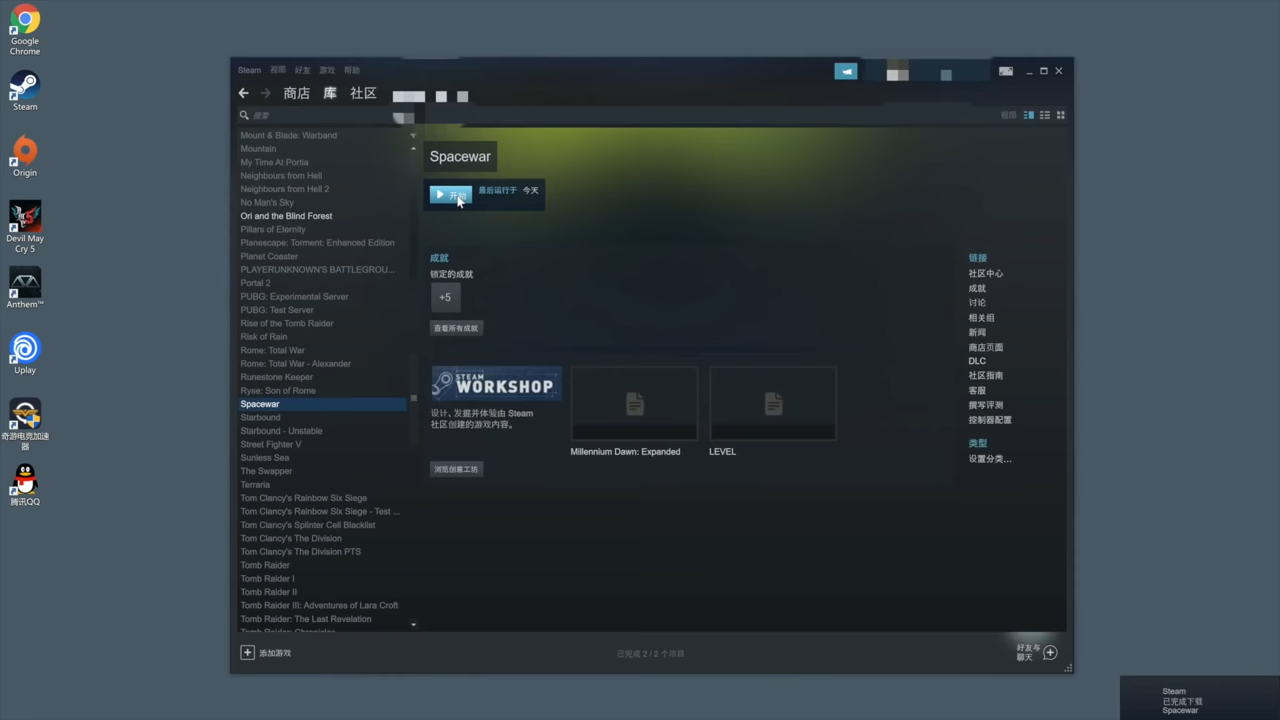 Google
Chrome
Steam
Origin
Devil May
Cry 5
Anthem™
Uplay
奇游电竞加速
器
腾讯QQ
Steam
视图
好友
游戏
帮助
商店
库
社区
搜索
视图
Mount & Blade: Warband
Mountain
My Time At Portia
Neighbours from Hell
Neighbours from Hell 2
No Man's Sky
Ori and the Blind Forest
Pillars of Eternity
Planescape: Torment: Enhanced Edition
Planet Coaster
PLAYERUNKNOWN'S BATTLEGROU...
Portal 2
PUBG: Experimental Server
PUBG: Test Server
Rise of the Tomb Raider
Risk of Rain
Rome: Total War
Rome: Total War - Alexander
Runestone Keeper
Ryse: Son of Rome
Spacewar
Starbound
Starbound - Unstable
Street Fighter V
Sunless Sea
The Swapper
Terraria
Tom Clancy's Rainbow Six Siege
Tom Clancy's Rainbow Six Siege - Test ...
Tom Clancy's Splinter Cell Blacklist
Tom Clancy's The Division
Tom Clancy's The Division PTS
Tomb Raider
Tomb Raider I
Tomb Raider II
Tomb Raider III: Adventures of Lara Croft
Tomb Raider: The Last Revelation
Tomb Raider: Chronicles
Spacewar
开始
最后运行于 今天
成就
锁定的成就
+5
查看所有成就
STEAM
WORKSHOP
设计、发掘并体验由 Steam
社区创建的游戏内容。
浏览创意工坊
Millennium Dawn: Expanded
LEVEL
链接
社区中心
成就
讨论
相关组
新闻
商店页面
DLC
社区指南
客服
撰写评测
控制器配置
类型
设置分类...
添加游戏
已完成 2 / 2 个项目
好友与
聊天
Steam
已完成下载
Spacewar